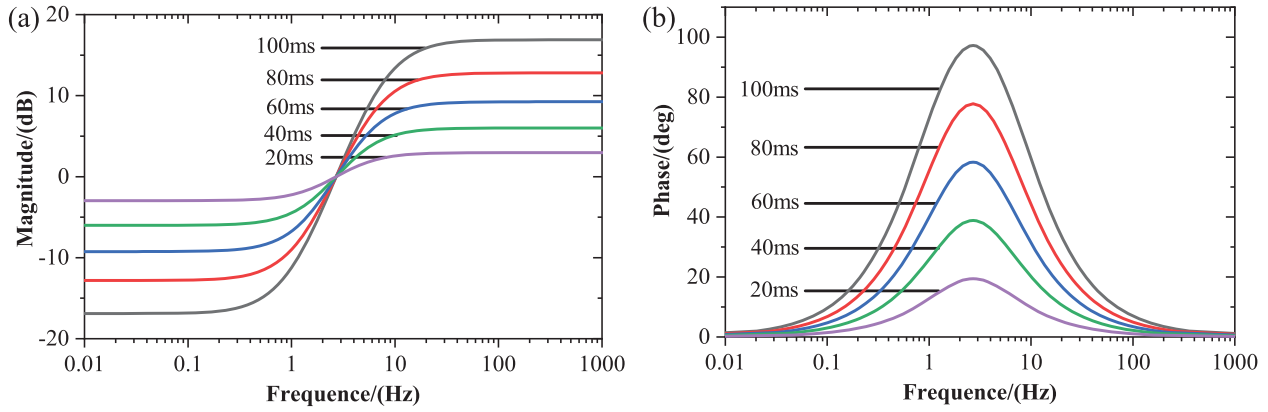 (a)
Magnitude/(dB)
20
10
0
-10
-20
100ms
80ms
60ms
40ms
20ms
0.01 0.1 1 10 100 1000
Frequence/(Hz)
(b)
Phase/(deg)
100
80
60
40
20
0
100ms
80ms
60ms
40ms
20ms
0.01 0.1 1 10 100 1000
Frequence/(Hz)